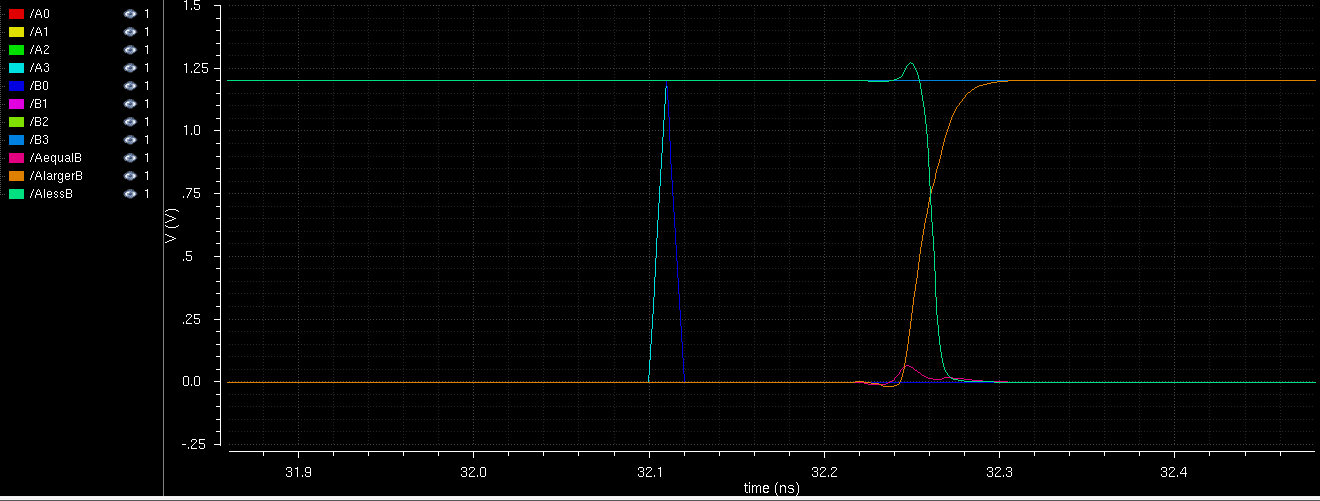 /A0 1
/A1 1
/A2 1
/A3 1
/B0 1
/B1 1
/B2 1
/B3 1
/AequalB 1
/AlargerB 1
/AlessB 1
V (V)
1.5
1.25
1.0
.75
.5
.25
0.0
-.25
31.9 32.0 32.1 32.2 32.3 32.4
time (ns)